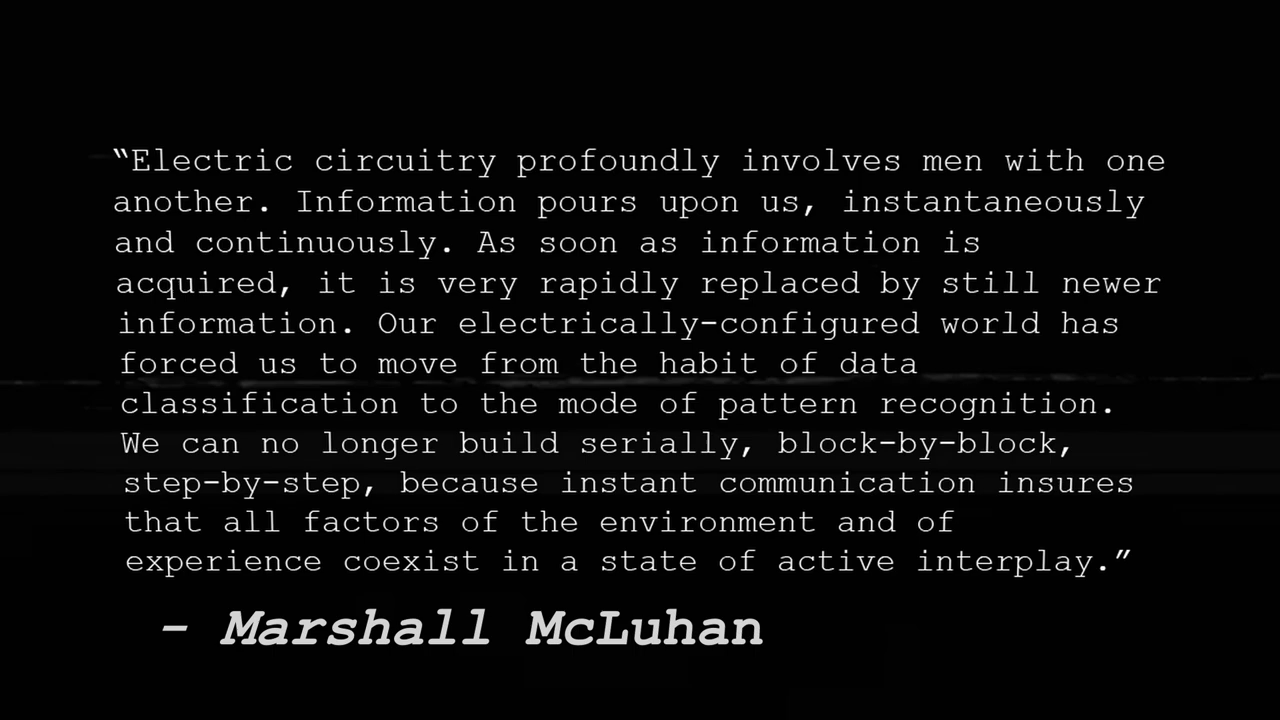 “Electric circuitry profoundly involves men with one
another. Information pours upon us, instantaneously
and continuously. As soon as information is
acquired, it is very rapidly replaced by still newer
information. Our electrically-configured world has
forced us to move from the habit of data
classification to the mode of pattern recognition.
We can no longer build serially, block-by-block,
step-by-step, because instant communication insures
that all factors of the environment and of
experience coexist in a state of active interplay.”
- Marshall McLuhan